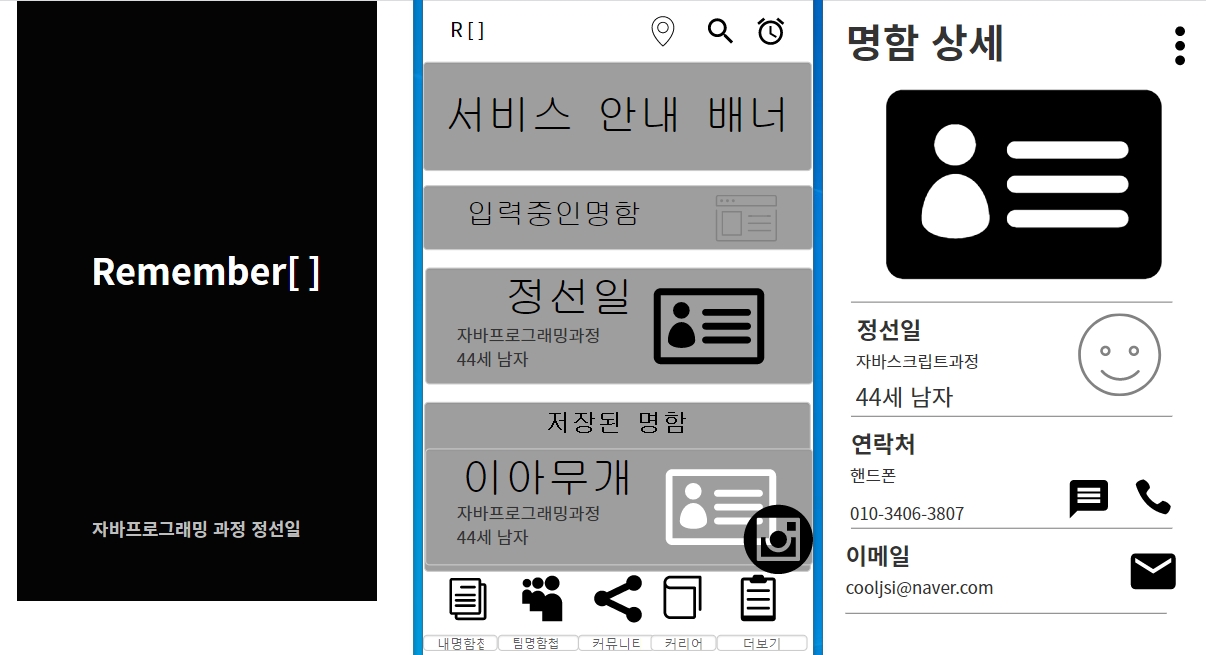 Remember[ ]
자바프로그래밍 과정 정선일
R[]
서비스 안내 배너
입력중인명함
정선일
자바프로그래밍과정
44세 남자
저장된 명함
이아무개
자바프로그래밍과정
44세 남자
내명함첩
팀명함첩
커뮤니트
커리어
더보기
명함 상세
정선일
자바스크립트과정
44세 남자
연락처
핸드폰
010-3406-3807
이메일
cooljsi@naver.com